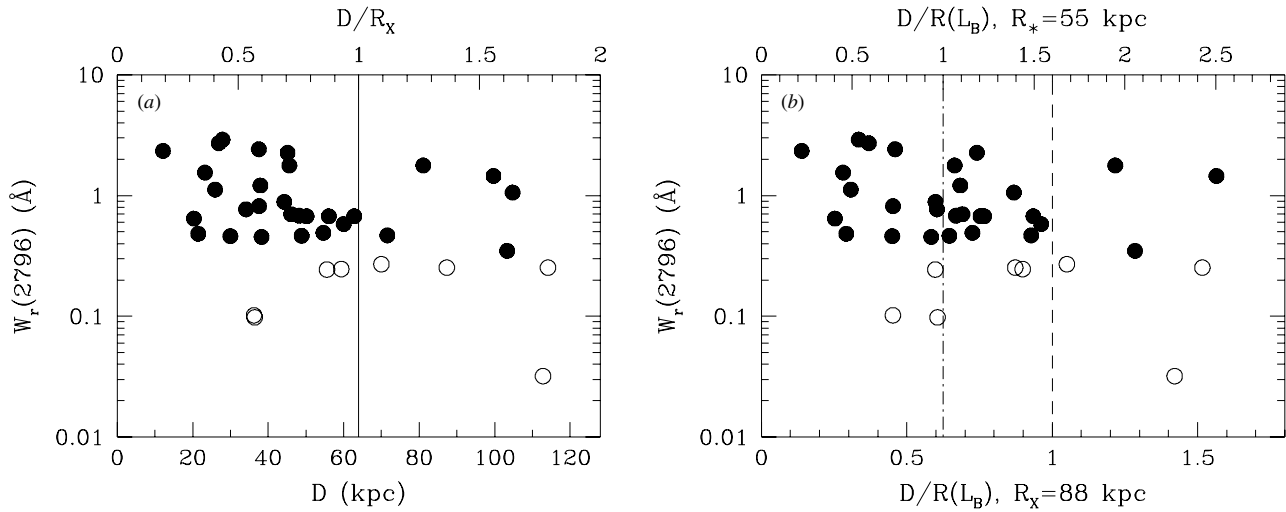 D/R_X
0 0.5 1 1.5 2
(a)
W_r(2796) (Å)
10
1
0.1
0.01
0 20 40 60 80 100 120
D (kpc)
D/R(L_B), R_*=55 kpc
0 0.5 1 1.5 2 2.5
(b)
W_r(2796) (Å)
10
1
0.1
0.01
0 0.5 1 1.5
D/R(L_B), R_X=88 kpc